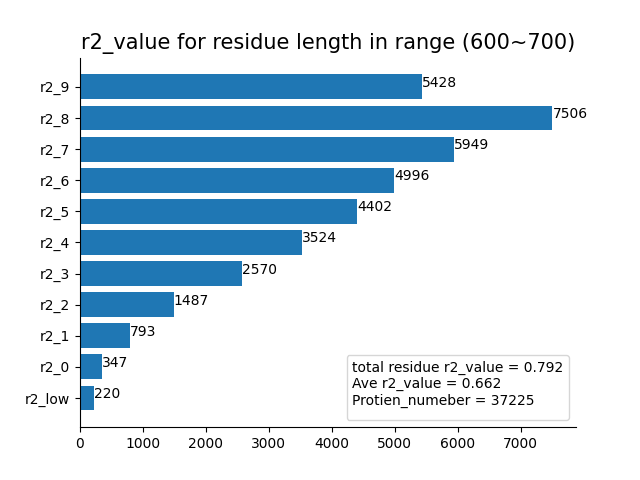 r2_value for residue length in range (600~700)
r2_9 5428
r2_8 7506
r2_7 5949
r2_6 4996
r2_5 4402
r2_4 3524
r2_3 2570
r2_2 1487
r2_1 793
r2_0 347
r2_low 220
total residue r2_value = 0.792
Ave r2_value = 0.662
Protien_numeber = 37225
0 1000 2000 3000 4000 5000 6000 7000